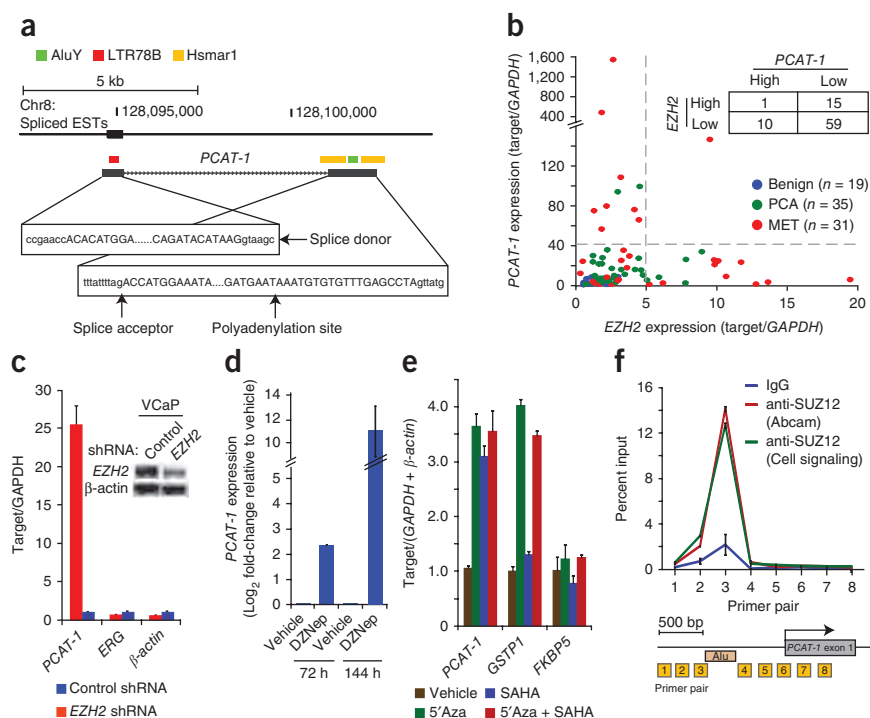 a
AluY LTR78B Hsmar1
5 kb
Chr8: 128,095,000 128,100,000
Spliced ESTs
PCAT-1
ccgaaccACACATGGA......CAGATACATAAGgtaagc
Splice donor
tttattttagACCATGGAAATA....GATGAATAAATGTGTGTTTGAGCCTAgttatg
Splice acceptor Polyadenylation site
b
PCAT-1 expression (target/GAPDH)
1,600
1,400
1,200
1,000
800
600
400
160
120
80
40
0
0 5 10 15 20
EZH2 expression (target/GAPDH)
PCAT-1
High Low
EZH2
High 1 15
Low 10 59
Benign (n = 19)
PCA (n = 35)
MET (n = 31)
c
Target/GAPDH
30
25
20
15
10
5
0
VCaP
shRNA: Control EZH2
EZH2
β-actin
PCAT-1 ERG β-actin
Control shRNA
EZH2 shRNA
d
PCAT-1 expression
(Log2 fold-change relative to vehicle)
14
12
10
3.0
2.0
1.0
0
Vehicle DZNep Vehicle DZNep
72 h 144 h
e
Target/(GAPDH + β-actin)
4.0
3.0
2.0
1.0
0
PCAT-1 GSTP1 FKBP5
Vehicle SAHA
5'Aza 5'Aza + SAHA
f
Percent input
16
12
8
4
0
IgG
anti-SUZ12
(Abcam)
anti-SUZ12
(Cell signaling)
1 2 3 4 5 6 7 8
Primer pair
500 bp
Alu
PCAT-1 exon 1
1 2 3 4 5 6 7 8
Primer pair